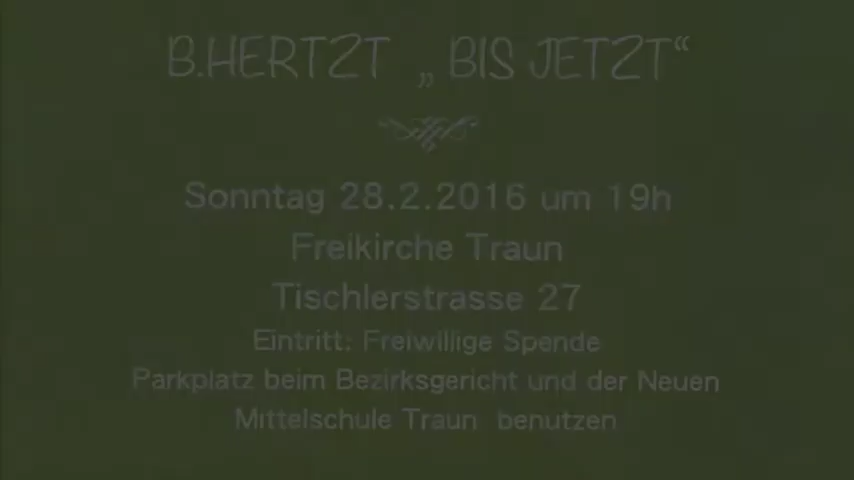 B.HERTZT „BIS JETZT“
Sonntag 28.2.2016 um 19h
Freikirche Traun
Tischlerstrasse 27
Eintritt: Freiwillige Spende
Parkplatz beim Bezirksgericht und der Neuen
Mittelschule Traun benutzen